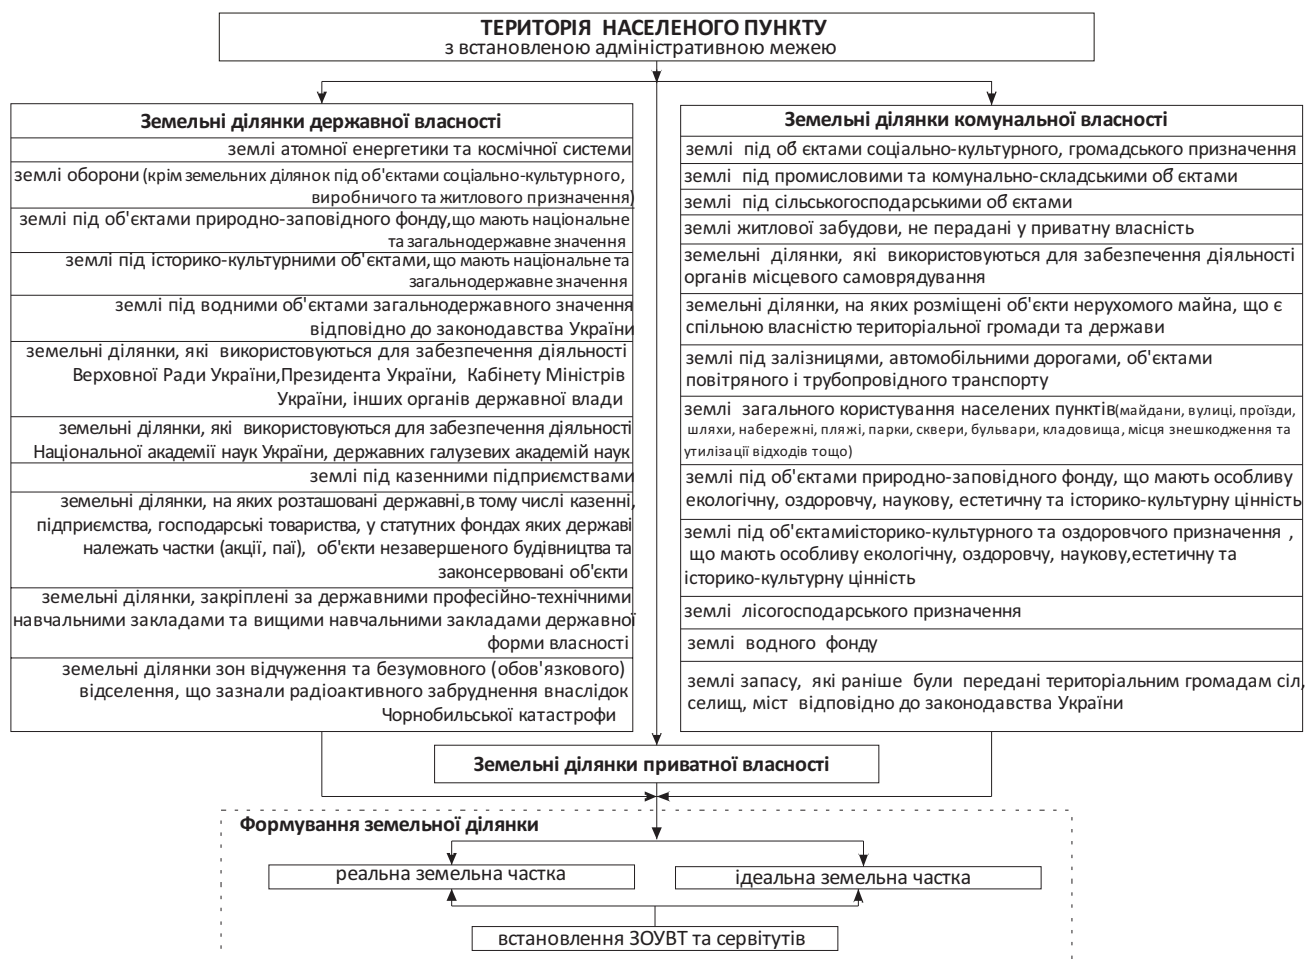 ТЕРИТОРІЯ НАСЕЛЕНОГО ПУНКТУ
з встановленою адміністративною межею
Земельні ділянки державної власності
землі атомної енергетики та космічної системи
землі оборони (крім земельних ділянок під об'єктами соціально-культурного,
виробничого та житлового призначення)
землі під об'єктами природно-заповідного фонду,що мають національне
та загальнодержавне значення
землі під історико-культурними об'єктами,що мають національне та
загальнодержавне значення
землі під водними об'єктами загальнодержавного значення
відповідно до законодавства України
земельні ділянки, які використовуються для забезпечення діяльності
Верховної Ради України,Президента України, Кабінету Міністрів
України, інших органів державної влади
земельні ділянки, які використовуються для забезпечення діяльності
Національної академії наук України, державних галузевих академій наук
землі під казенними підприємствами
земельні ділянки, на яких розташовані державні,в тому числі казенні,
підприємства, господарські товариства, у статутних фондах яких державі
належать частки (акції, паї), об'єкти незавершеного будівництва та
законсервовані об'єкти
земельні ділянки, закріплені за державними професійно-технічними
навчальними закладами та вищими навчальними закладами державної
форми власності
земельні ділянки зон відчуження та безумовного (обов'язкового)
відселення, що зазнали радіоактивного забруднення внаслідок
Чорнобильської катастрофи
Земельні ділянки комунальної власності
землі під об'єктами соціально-культурного, громадського призначення
землі під промисловими та комунально-складськими об'єктами
землі під сільськогосподарськими об'єктами
землі житлової забудови, не передані у приватну власність
земельні ділянки, які використовуються для забезпечення діяльності
органів місцевого самоврядування
земельні ділянки, на яких розміщені об'єкти нерухомого майна, що є
спільною власністю територіальної громади та держави
землі під залізницями, автомобільними дорогами, об'єктами
повітряного і трубопровідного транспорту
землі загального користування населених пунктів(майдани, вулиці, проїзди,
шляхи, набережні, пляжі, парки, сквери, бульвари, кладовища, місця знешкодження та
утилізації відходів тощо)
землі під об'єктами природно-заповідного фонду, що мають особливу
екологічну, оздоровчу, наукову, естетичну та історико-культурну цінність
землі під об'єктамиісторико-культурного та оздоровчого призначення ,
що мають особливу екологічну, оздоровчу, наукову,естетичну та
історико-культурну цінність
землі лісогосподарського призначення
землі водного фонду
землі запасу, які раніше були передані територіальним громадам сіл,
селищ, міст відповідно до законодавства України
Земельні ділянки приватної власності
Формування земельної ділянки
реальна земельна частка
ідеальна земельна частка
встановлення ЗОУВТ та сервітутів